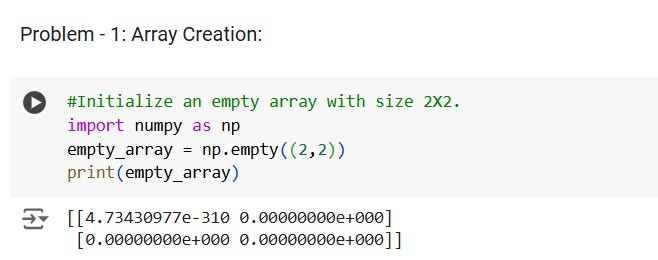 Problem - 1: Array Creation:
#Initialize an empty array with size 2X2.
import numpy as np
empty_array = np.empty((2,2))
print(empty_array)
[[4.73430977e-310 0.00000000e+000]
 [0.00000000e+000 0.00000000e+000]]